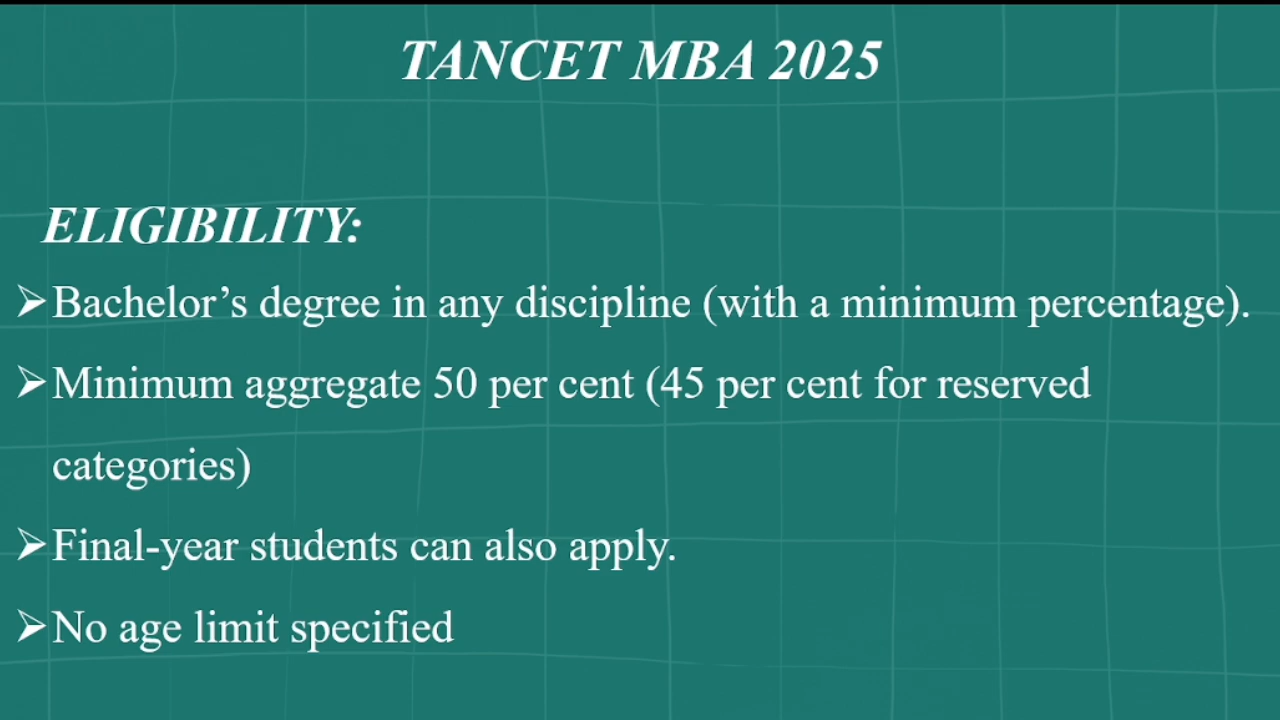 TANCET MBA 2025
ELIGIBILITY:
➢Bachelor’s degree in any discipline (with a minimum percentage).
➢Minimum aggregate 50 per cent (45 per cent for reserved
categories)
➢Final-year students can also apply.
➢No age limit specified